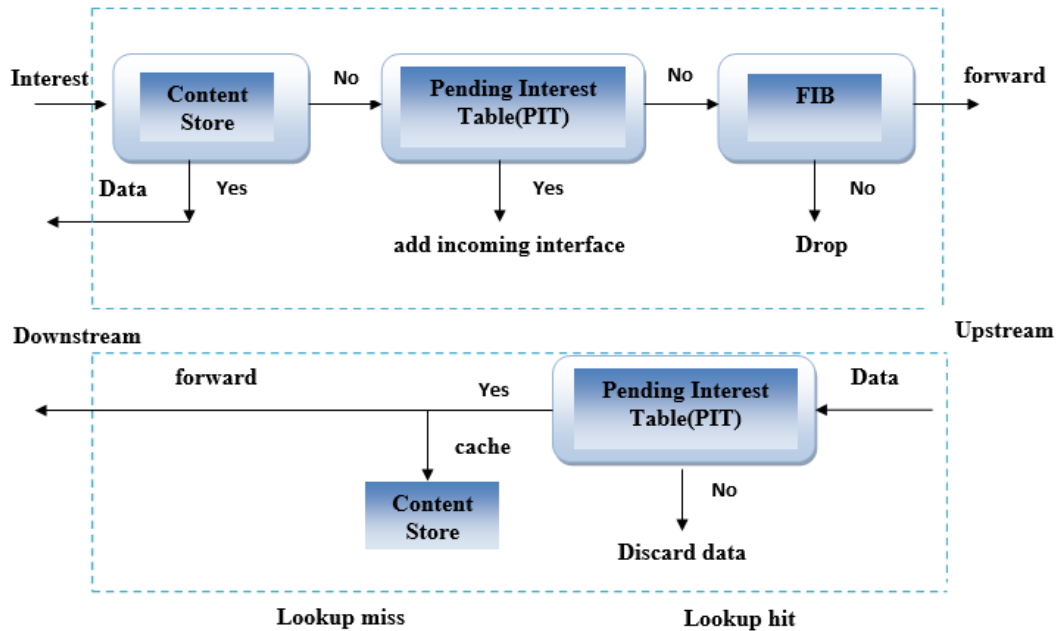 Interest
Content
Store
No
Pending Interest
Table(PIT)
No
FIB
forward
Data
Yes
Yes
No
add incoming interface
Drop
Downstream
Upstream
forward
Yes
Pending Interest
Table(PIT)
Data
cache
Content
Store
No
Discard data
Lookup miss
Lookup hit